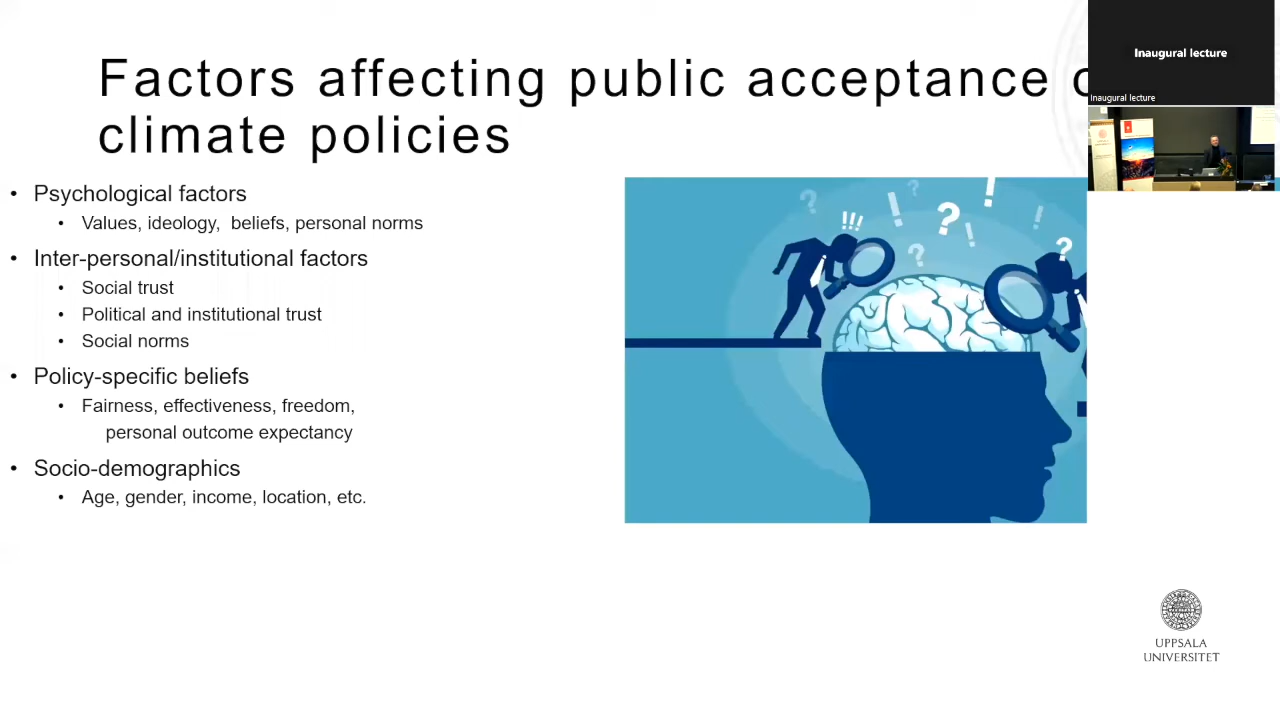 Factors affecting public acceptance
climate policies
• Psychological factors
• Values, ideology, beliefs, personal norms
• Inter-personal/institutional factors
• Social trust
• Political and institutional trust
• Social norms
• Policy-specific beliefs
• Fairness, effectiveness, freedom,
personal outcome expectancy
• Socio-demographics
• Age, gender, income, location, etc.
!!!
? ? ! ! ? ! ? ! ?
Inaugural lecture
Inaugural lecture
UPPSALA
UNIVERSITET